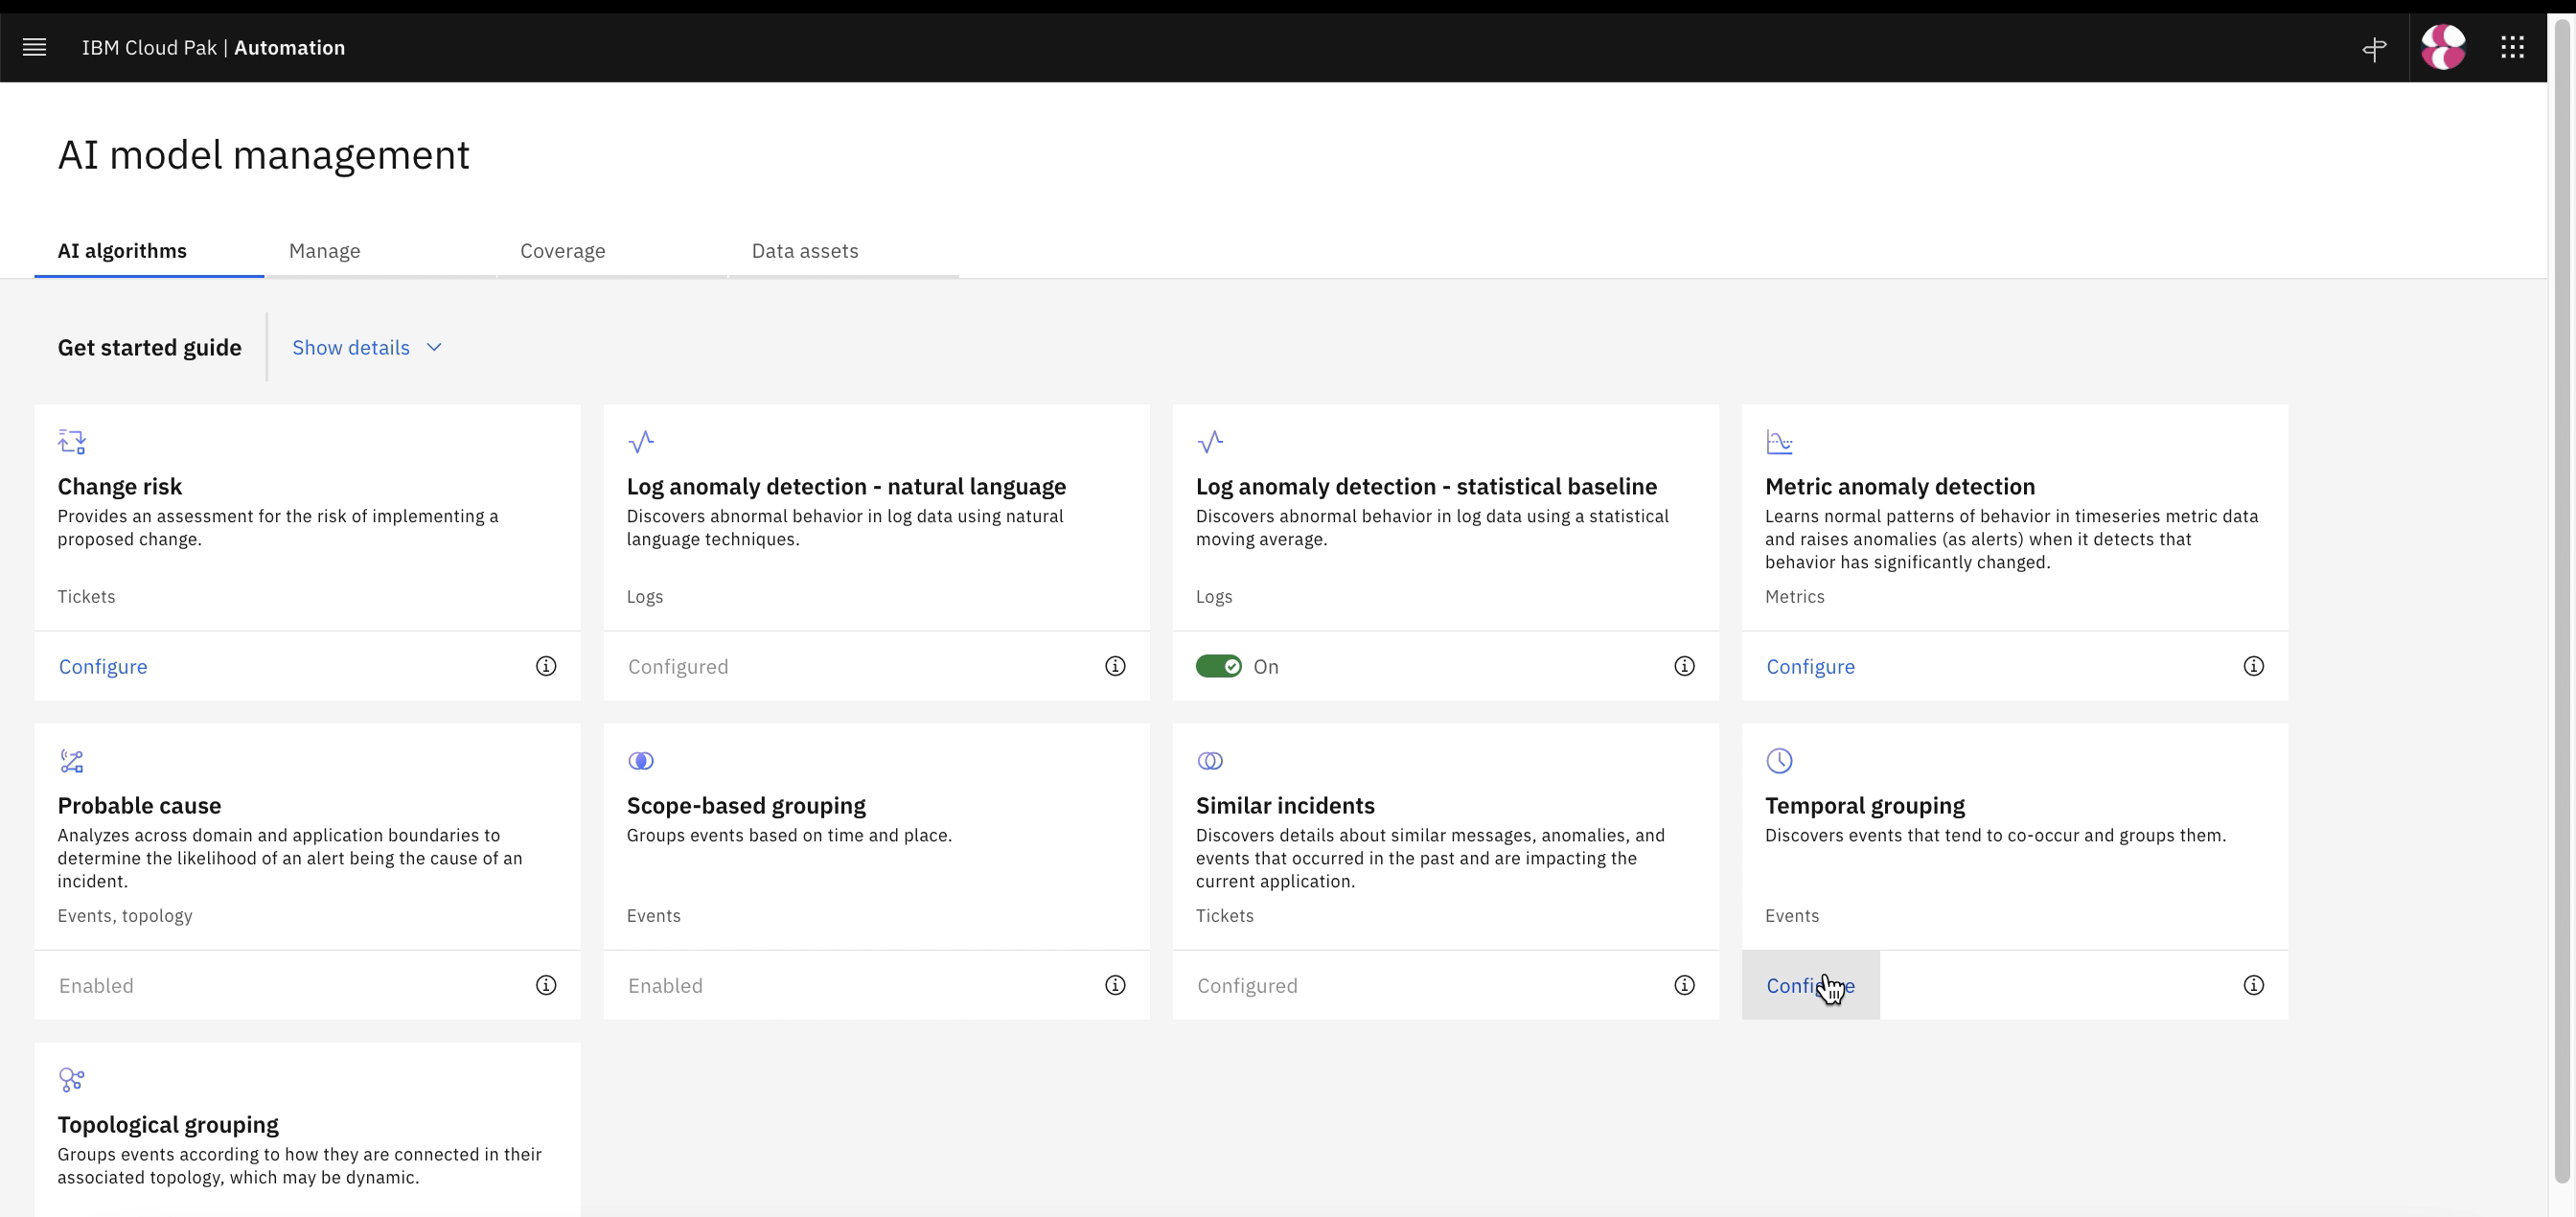 IBM Cloud Pak | Automation
AI model management
AI algorithms
Manage
Coverage
Data assets
Get started guide
Show details
Change risk
Provides an assessment for the risk of implementing a
proposed change.
Tickets
Configure
Log anomaly detection - natural language
Discovers abnormal behavior in log data using natural
language techniques.
Logs
Configured
Log anomaly detection - statistical baseline
Discovers abnormal behavior in log data using a statistical
moving average.
Logs
On
Metric anomaly detection
Learns normal patterns of behavior in timeseries metric data
and raises anomalies (as alerts) when it detects that
behavior has significantly changed.
Metrics
Configure
Probable cause
Analyzes across domain and application boundaries to
determine the likelihood of an alert being the cause of an
incident.
Events, topology
Enabled
Scope-based grouping
Groups events based on time and place.
Events
Enabled
Similar incidents
Discovers details about similar messages, anomalies, and
events that occurred in the past and are impacting the
current application.
Tickets
Configured
Temporal grouping
Discovers events that tend to co-occur and groups them.
Events
Configure
Topological grouping
Groups events according to how they are connected in their
associated topology, which may be dynamic.